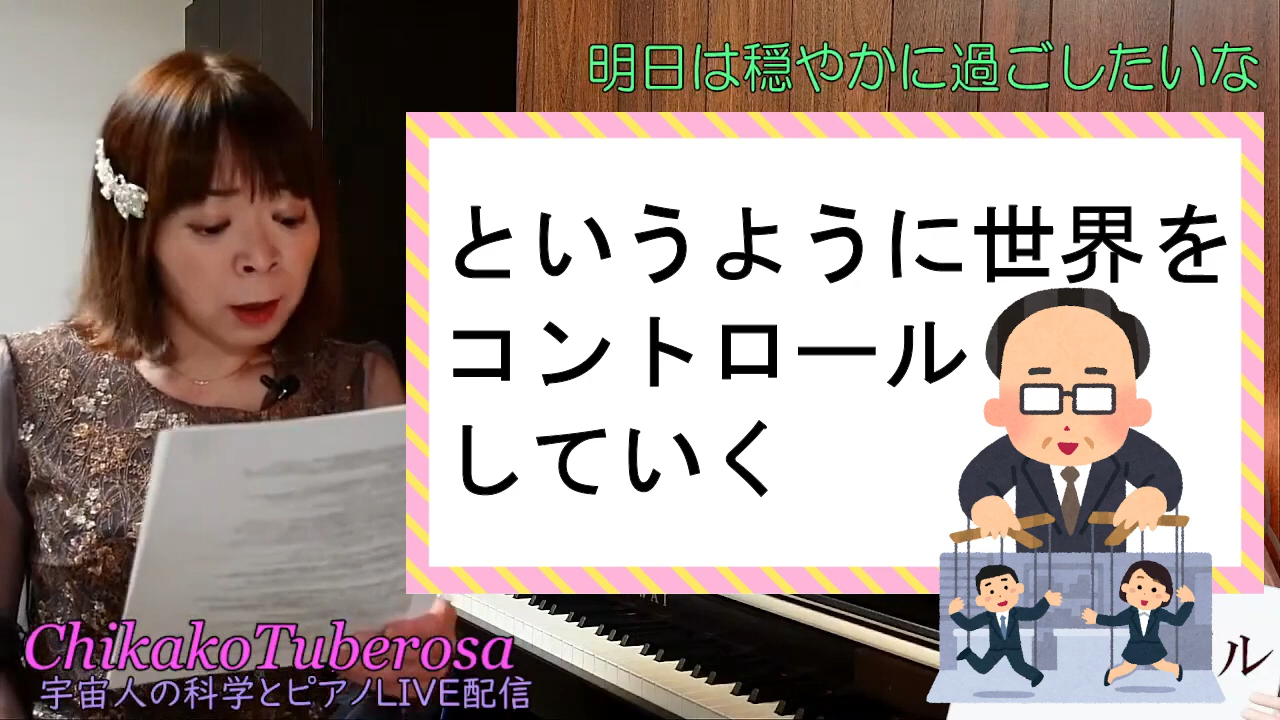 明日は穏やかに過ごしたいな
というように世界を
コントロール
していく
ChikakoTuberosa
宇宙人の科学とピアノLIVE配信
ル